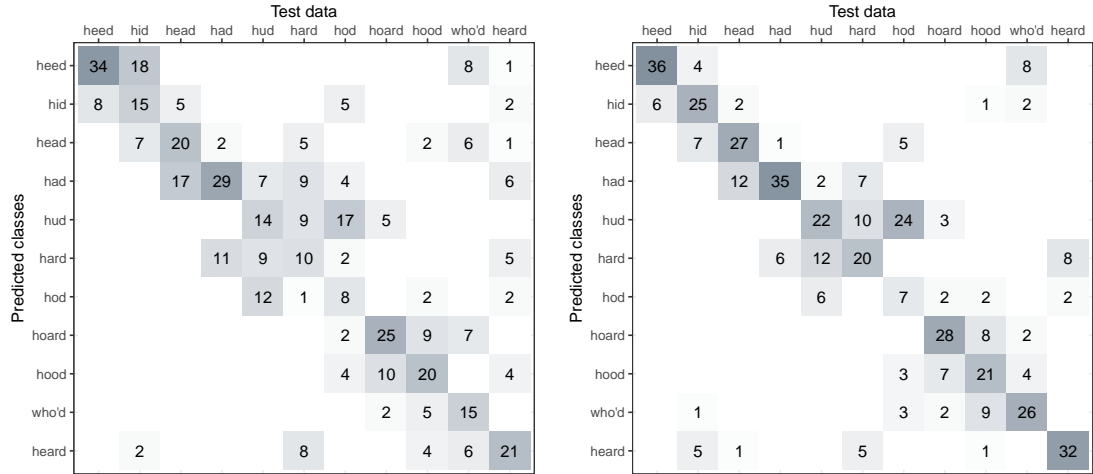 Test data Test data
heed hid head had hud hard hod hoard hood who'd heard heed hid head had hud hard hod hoard hood who'd heard
Predicted classes Predicted classes
heed 34 18 8 1 heed 36 4 8
hid 8 15 5 5 2 hid 6 25 2 1 2
head 7 20 2 5 2 6 1 head 7 27 1 5
had 17 29 7 9 4 6 had 12 35 2 7
hud 14 9 17 5 hud 22 10 24 3
hard 11 9 10 2 5 hard 6 12 20 8
hod 12 1 8 2 2 hod 6 7 2 2 2
hoard 2 25 9 7 hoard 28 8 2
hood 4 10 20 4 hood 3 7 21 4
who'd 2 5 15 who'd 1 3 2 9 26
heard 2 8 4 6 21 heard 5 1 5 1 32